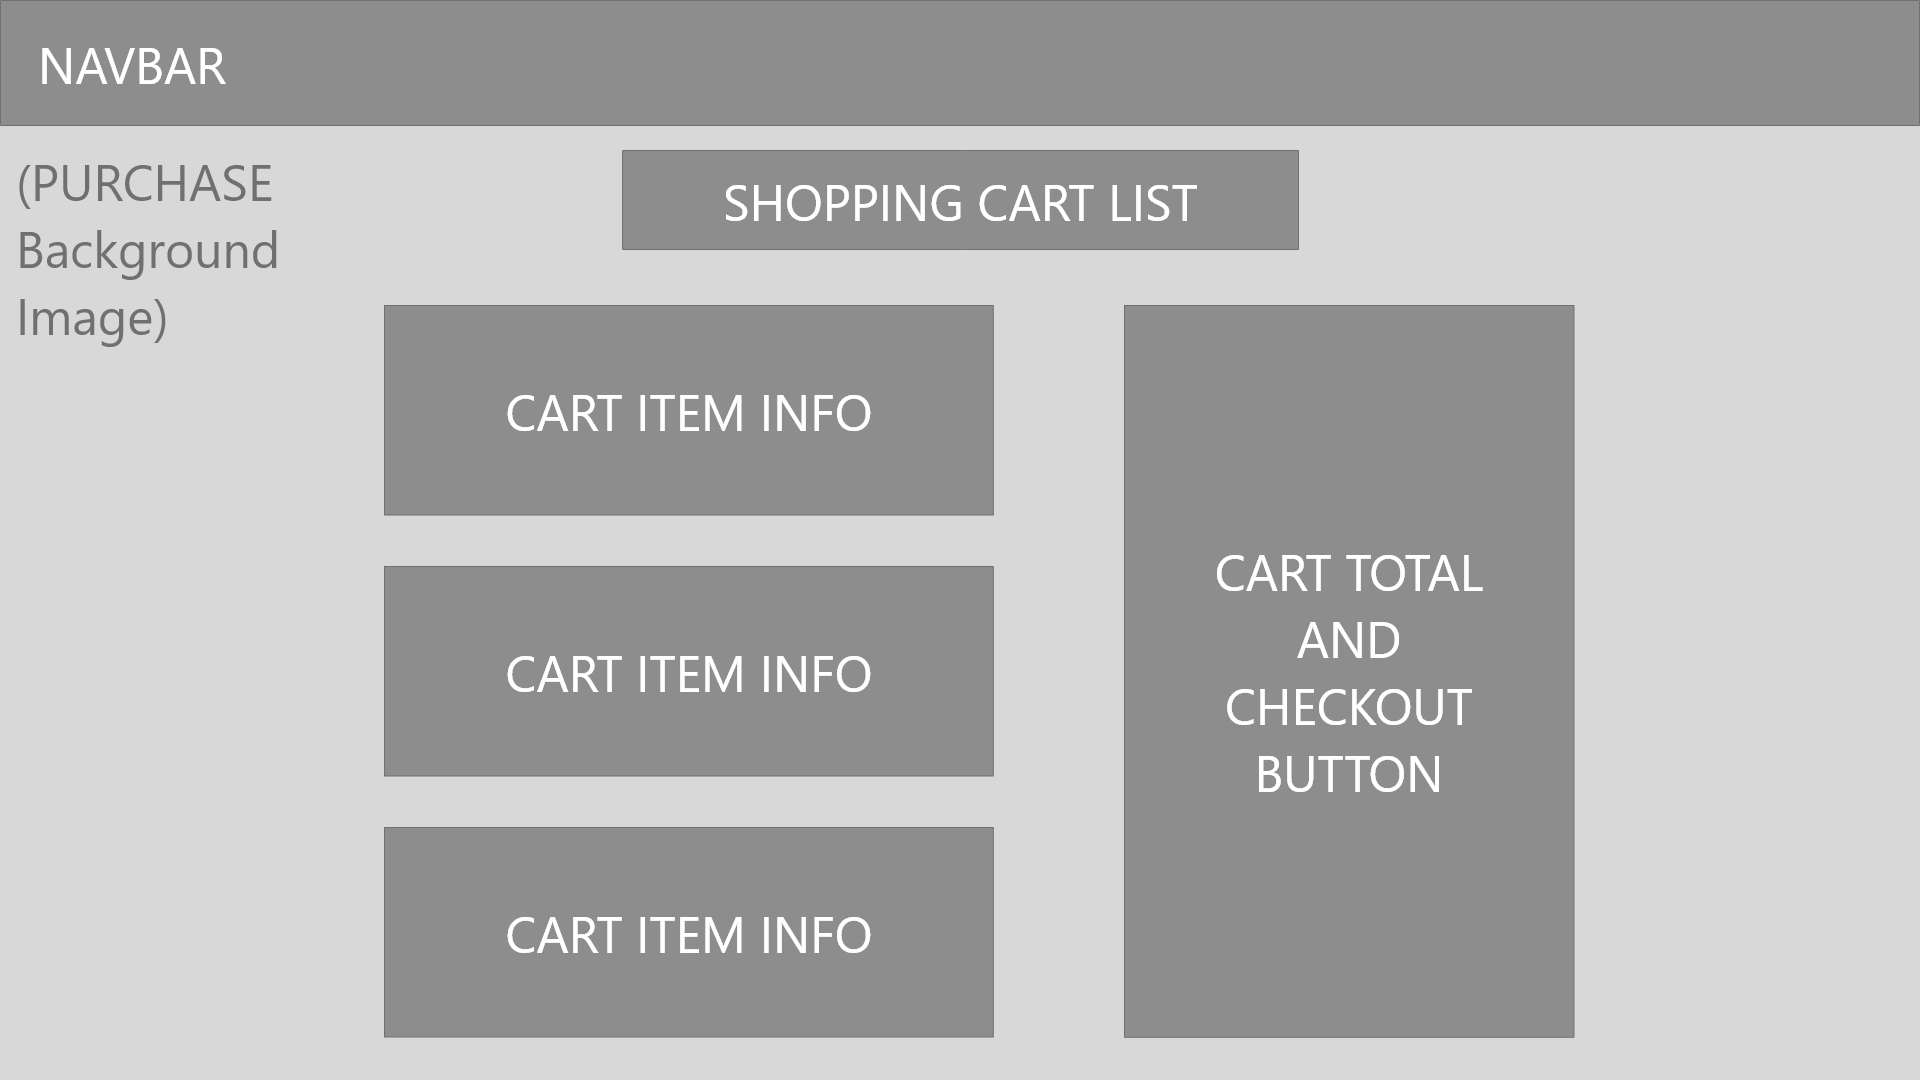 NAVBAR
(PURCHASE
Background
Image)
SHOPPING CART LIST
CART ITEM INFO
CART ITEM INFO
CART ITEM INFO
CART TOTAL
AND
CHECKOUT
BUTTON